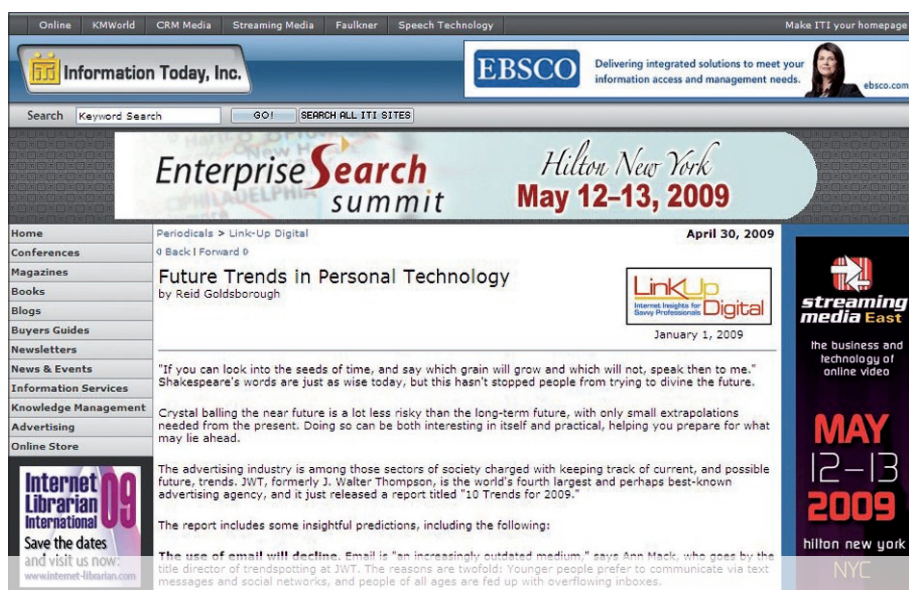 Online KMWorld CRM Media Streaming Media Faulkner Speech Technology Make ITI your homepage
Information Today, Inc.
EBSCO
Delivering integrated solutions to meet your
information access and management needs.
ebsco.com
Search Keyword Search GO! SEARCH ALL ITI SITES
Enterprise Search
summit
Hilton New York
May 12–13, 2009
PHILADELPHIA
Home
Conferences
Magazines
Books
Blogs
Buyers Guides
Newsletters
News & Events
Information Services
Knowledge Management
Advertising
Online Store
Internet
Librarian
International
09
Save the dates
and visit us now:
www.internet-librarian.com
Periodicals > Link-Up Digital
April 30, 2009
Back | Forward
Future Trends in Personal Technology
by Reid Goldsborough
LinkUp
Internet Insights for
Savvy Professionals
Digital
January 1, 2009
"If you can look into the seeds of time, and say which grain will grow and which will not, speak then to me."
Shakespeare's words are just as wise today, but this hasn't stopped people from trying to divine the future.
Crystal balling the near future is a lot less risky than the long-term future, with only small extrapolations
needed from the present. Doing so can be both interesting in itself and practical, helping you prepare for what
may lie ahead.
The advertising industry is among those sectors of society charged with keeping track of current, and possible
future, trends. JWT, formerly J. Walter Thompson, is the world's fourth largest and perhaps best-known
advertising agency, and it just released a report titled "10 Trends for 2009."
The report includes some insightful predictions, including the following:
The use of email will decline. Email is "an increasingly outdated medium," says Ann Mack, who goes by the
title director of trendspotting at JWT. The reasons are twofold: Younger people prefer to communicate via text
messages and social networks, and people of all ages are fed up with overflowing inboxes.
streaming
media East
the business and
technology of
online video
MAY
12–13
2009
hilton new york
NYC